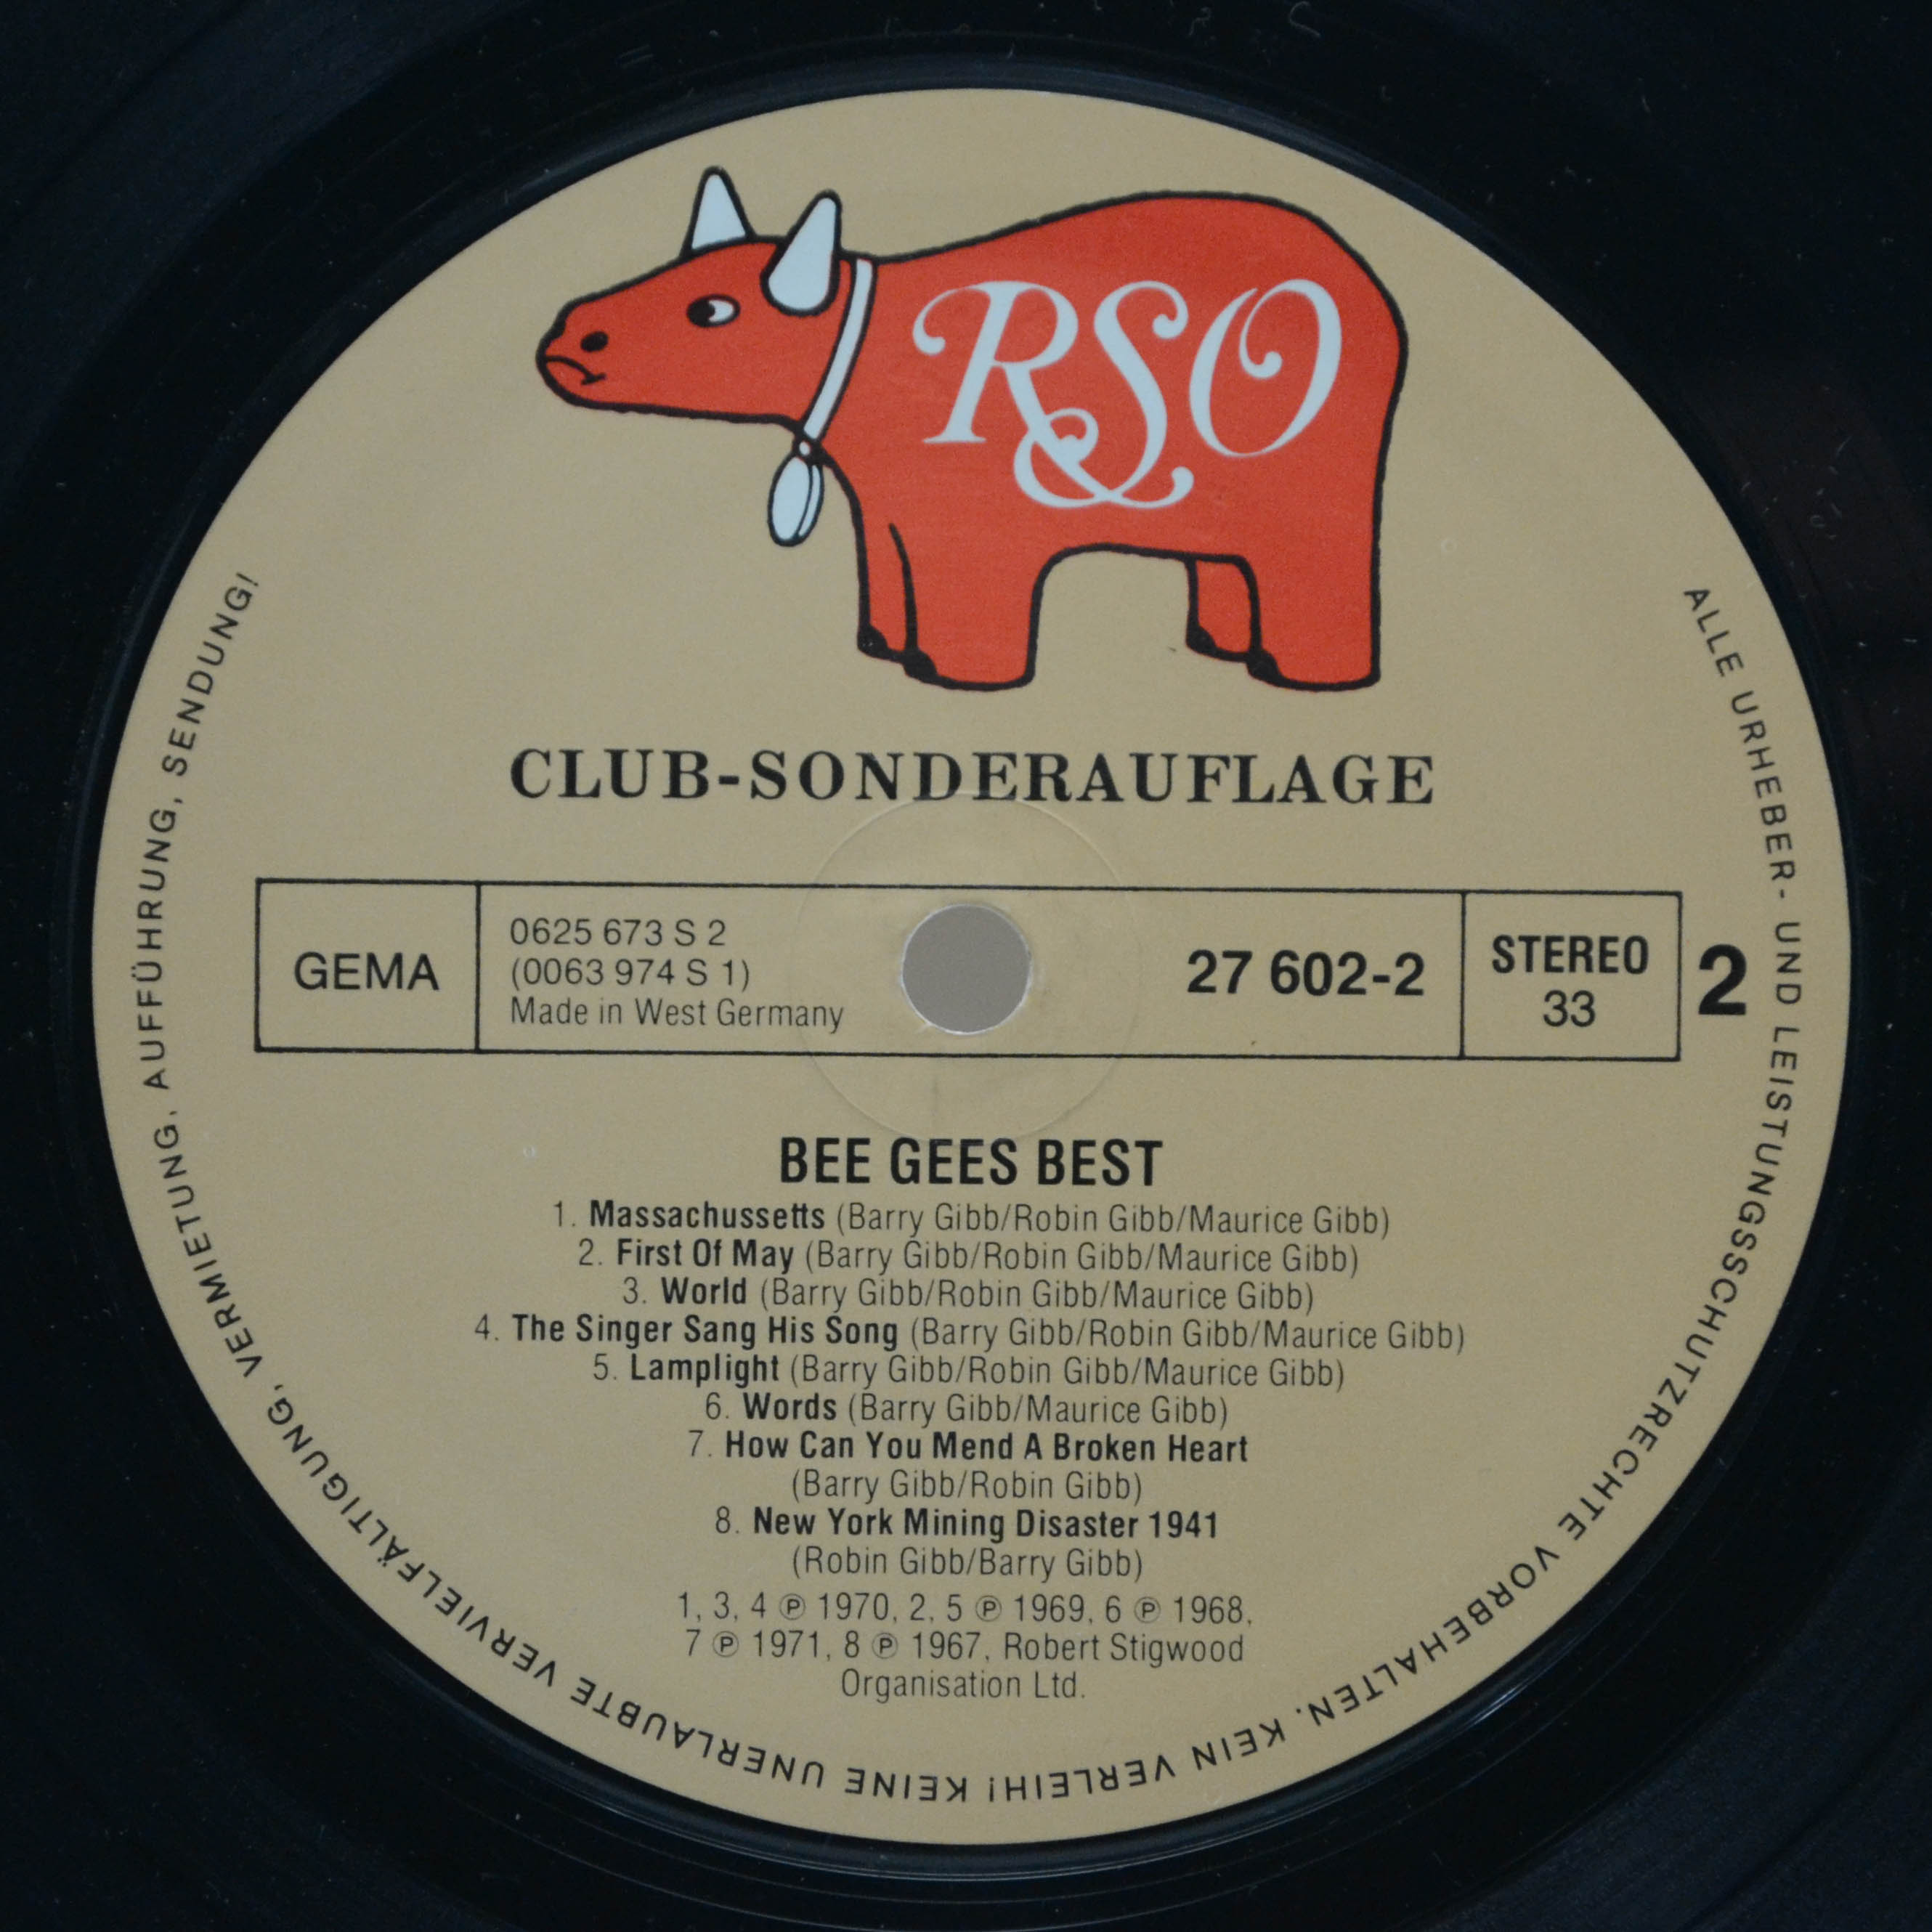 RSO
CLUB-SONDERAUFLAGE
GEMA
0625 673 S 2
(0063 974 S 1)
Made in West Germany
27 602-2
STEREO
33
2
BEE GEES BEST
1. Massachussetts (Barry Gibb/Robin Gibb/Maurice Gibb)
2. First Of May (Barry Gibb/Robin Gibb/Maurice Gibb)
3. World (Barry Gibb/Robin Gibb/Maurice Gibb)
4. The Singer Sang His Song (Barry Gibb/Robin Gibb/Maurice Gibb)
5. Lamplight (Barry Gibb/Robin Gibb/Maurice Gibb)
6. Words (Barry Gibb/Maurice Gibb)
7. How Can You Mend A Broken Heart
(Barry Gibb/Robin Gibb)
8. New York Mining Disaster 1941
(Robin Gibb/Barry Gibb)
1, 3, 4 ℗ 1970, 2, 5 ℗ 1969, 6 ℗ 1968,
7 ℗ 1971, 8 ℗ 1967, Robert Stigwood
Organisation Ltd.
ALLE URHEBER- UND LEISTUNGSSCHUTZRECHTE VORBEHALTEN. KEIN VERLEIH! KEINE UNERLAUBTE VERVIELFÄLTIGUNG, VERMIETUNG, AUFFÜHRUNG, SENDUNG!